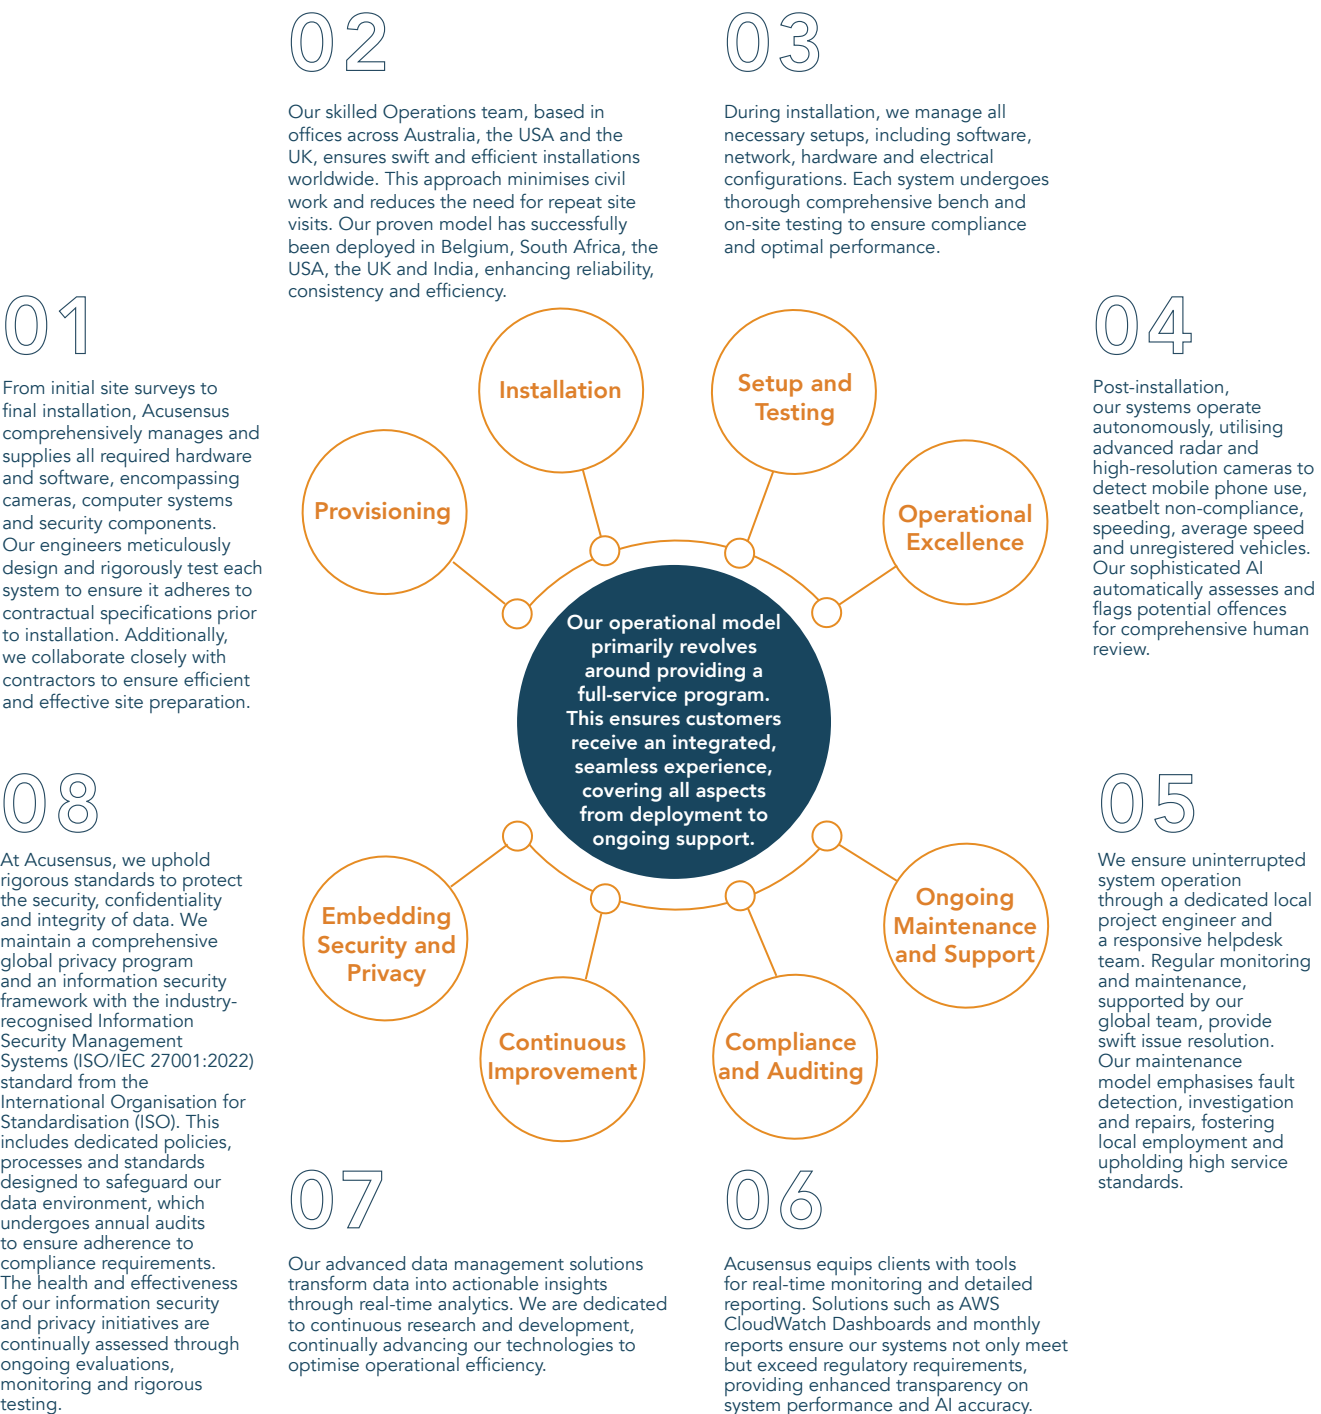 01
From initial site surveys to
final installation, Acusensus
comprehensively manages and
supplies all required hardware
and software, encompassing
cameras, computer systems
and security components.
Our engineers meticulously
design and rigorously test each
system to ensure it adheres to
contractual specifications prior
to installation. Additionally,
we collaborate closely with
contractors to ensure efficient
and effective site preparation.
02
Our skilled Operations team, based in
offices across Australia, the USA and the
UK, ensures swift and efficient installations
worldwide. This approach minimises civil
work and reduces the need for repeat site
visits. Our proven model has successfully
been deployed in Belgium, South Africa, the
USA, the UK and India, enhancing reliability,
consistency and efficiency.
03
During installation, we manage all
necessary setups, including software,
network, hardware and electrical
configurations. Each system undergoes
thorough comprehensive bench and
on-site testing to ensure compliance
and optimal performance.
04
Post-installation,
our systems operate
autonomously, utilising
advanced radar and
high-resolution cameras to
detect mobile phone use,
seatbelt non-compliance,
speeding, average speed
and unregistered vehicles.
Our sophisticated AI
automatically assesses and
flags potential offences
for comprehensive human
review.
Provisioning
Installation
Setup and
Testing
Operational
Excellence
Our operational model
primarily revolves
around providing a
full-service program.
This ensures customers
receive an integrated,
seamless experience,
covering all aspects
from deployment to
ongoing support.
Ongoing
Maintenance
and Support
Compliance
and Auditing
Continuous
Improvement
Embedding
Security and
Privacy
05
We ensure uninterrupted
system operation
through a dedicated local
project engineer and
a responsive helpdesk
team. Regular monitoring
and maintenance,
supported by our
global team, provide
swift issue resolution.
Our maintenance
model emphasises fault
detection, investigation
and repairs, fostering
local employment and
upholding high service
standards.
06
Acusensus equips clients with tools
for real-time monitoring and detailed
reporting. Solutions such as AWS
CloudWatch Dashboards and monthly
reports ensure our systems not only meet
but exceed regulatory requirements,
providing enhanced transparency on
system performance and AI accuracy.
07
Our advanced data management solutions
transform data into actionable insights
through real-time analytics. We are dedicated
to continuous research and development,
continually advancing our technologies to
optimise operational efficiency.
08
At Acusensus, we uphold
rigorous standards to protect
the security, confidentiality
and integrity of data. We
maintain a comprehensive
global privacy program
and an information security
framework with the industry-
recognised Information
Security Management
Systems (ISO/IEC 27001:2022)
standard from the
International Organisation for
Standardisation (ISO). This
includes dedicated policies,
processes and standards
designed to safeguard our
data environment, which
undergoes annual audits
to ensure adherence to
compliance requirements.
The health and effectiveness
of our information security
and privacy initiatives are
continually assessed through
ongoing evaluations,
monitoring and rigorous
testing.